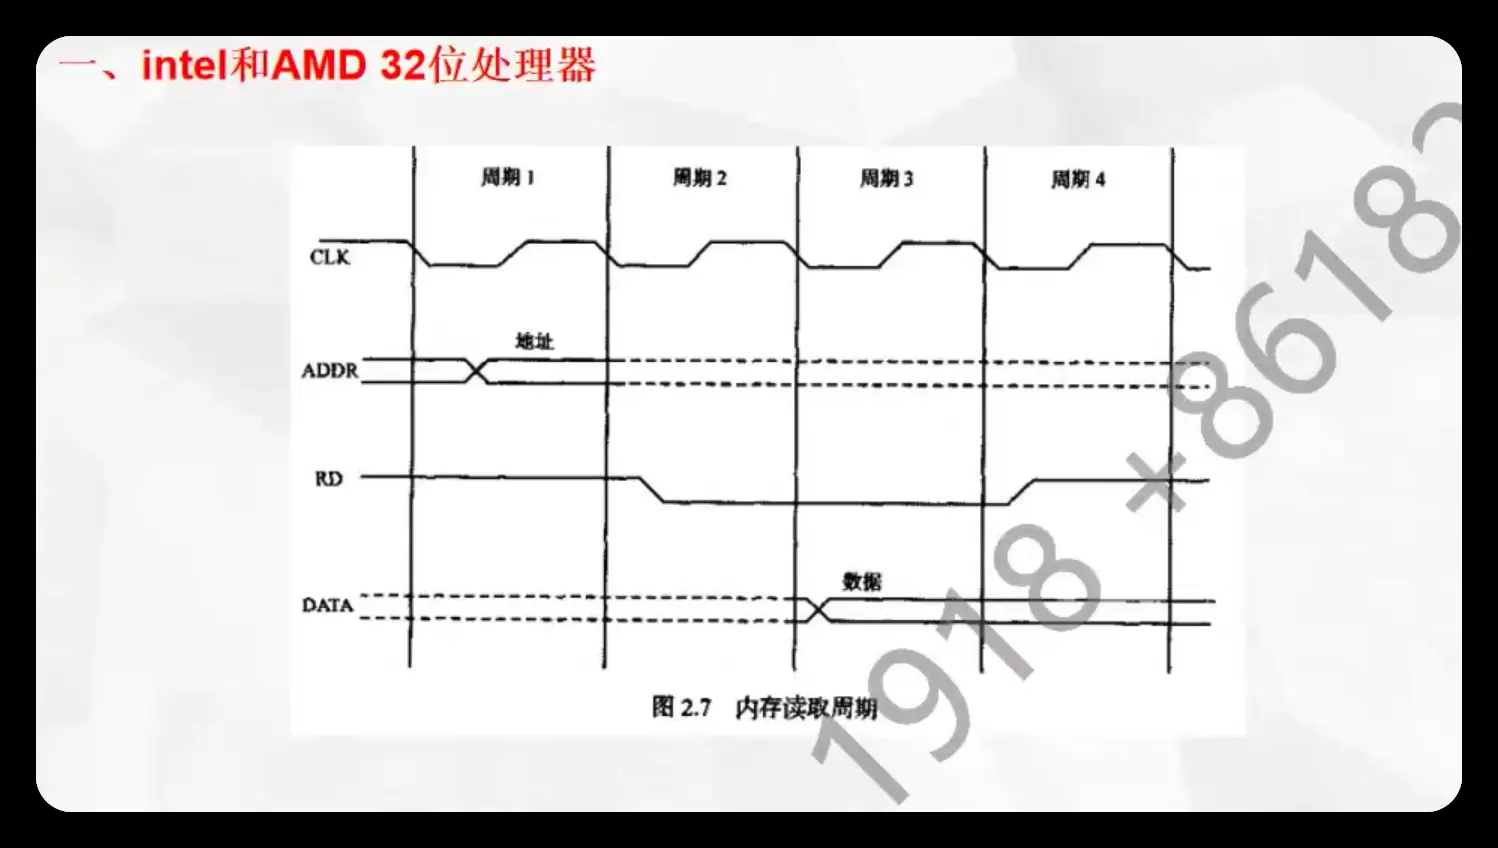 一、intel和AMD 32位处理器
周期1 周期2 周期3 周期4
CLK
地址
ADDR
RD
数据
DATA
图 2.7 内存读取周期
1918 +8618